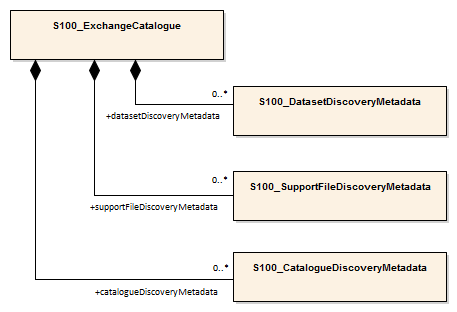 S100_ExchangeCatalogue
0..*
S100_DatasetDiscoveryMetadata
+datasetDiscoveryMetadata
0..*
S100_SupportFileDiscoveryMetadata
+supportFileDiscoveryMetadata
0..*
S100_CatalogueDiscoveryMetadata
+catalogueDiscoveryMetadata